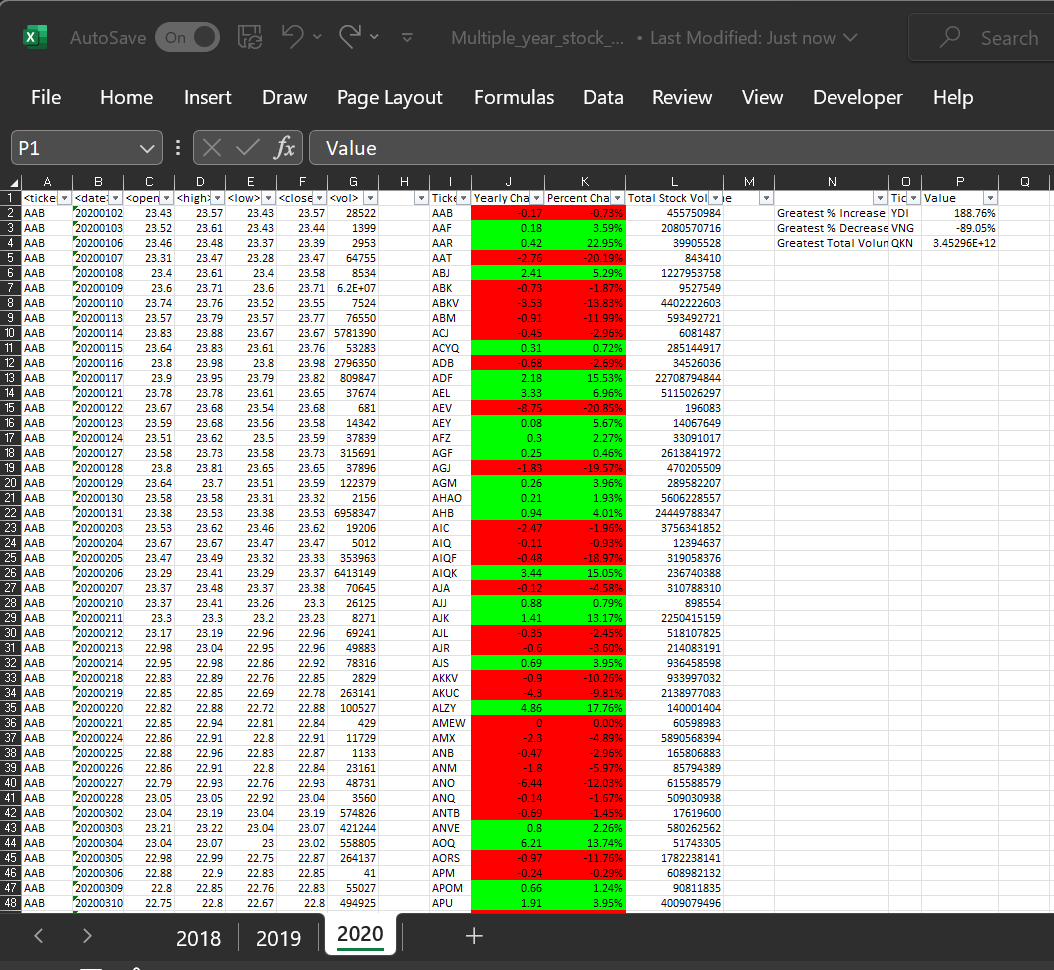 AutoSave On Multiple_year_stock_... • Last Modified: Just now Search
File Home Insert Draw Page Layout Formulas Data Review View Developer Help
P1 fx Value
A B C D E F G H I J K L M N O P Q
1 <ticke <date> <open <high> <low> <close <vol> Ticke Yearly Cha Percent Cha Total Stock Vol e Tic Value
2 AAB 20200102 23.43 23.57 23.43 23.57 28522 AAB -0.17 -0.73% 455750984 Greatest % Increase YDI 188.76%
3 AAB 20200103 23.52 23.61 23.43 23.44 1399 AAF 0.18 3.59% 2080570716 Greatest % Decrease VNG -89.05%
4 AAB 20200106 23.46 23.48 23.37 23.39 2953 AAR 0.42 22.95% 39905528 Greatest Total Volun QKN 3.45296E+12
5 AAB 20200107 23.31 23.47 23.28 23.47 64755 AAT -2.76 -20.19% 843410
6 AAB 20200108 23.4 23.61 23.4 23.58 8534 ABJ 2.41 5.29% 1227953758
7 AAB 20200109 23.6 23.71 23.6 23.71 6.2E+07 ABK -0.73 -1.87% 9527549
8 AAB 20200110 23.74 23.76 23.52 23.55 7524 ABKV -3.53 -13.83% 4402222603
9 AAB 20200113 23.57 23.79 23.57 23.77 76550 ABM -0.91 -11.99% 593492721
10 AAB 20200114 23.83 23.88 23.67 23.67 5781390 ACJ -0.45 -2.96% 6081487
11 AAB 20200115 23.64 23.83 23.61 23.76 53283 ACYQ 0.31 0.72% 285144917
12 AAB 20200116 23.8 23.98 23.8 23.98 2796350 ADB -0.68 -2.69% 34526036
13 AAB 20200117 23.9 23.95 23.79 23.82 809847 ADF 2.18 15.53% 22708794844
14 AAB 20200121 23.78 23.78 23.61 23.65 37674 AEL 3.33 6.96% 5115026297
15 AAB 20200122 23.67 23.68 23.54 23.68 681 AEV -8.75 -20.85% 196083
16 AAB 20200123 23.59 23.68 23.56 23.58 14342 AEY 0.08 5.67% 14067649
17 AAB 20200124 23.51 23.62 23.5 23.59 37839 AFZ 0.3 2.27% 33091017
18 AAB 20200127 23.58 23.73 23.58 23.73 315691 AGF 0.25 0.46% 2613841972
19 AAB 20200128 23.8 23.81 23.65 23.65 37896 AGJ -1.83 -19.57% 470205509
20 AAB 20200129 23.64 23.7 23.51 23.59 122379 AGM 0.26 3.96% 289582207
21 AAB 20200130 23.58 23.58 23.31 23.32 2156 AHAO 0.21 1.93% 5606228557
22 AAB 20200131 23.38 23.53 23.38 23.53 6958347 AHB 0.94 4.01% 24449788347
23 AAB 20200203 23.53 23.62 23.46 23.62 19206 AIC -2.47 -1.96% 3756341852
24 AAB 20200204 23.67 23.67 23.47 23.47 5012 AIQ -0.11 -0.93% 12394637
25 AAB 20200205 23.47 23.49 23.32 23.33 353963 AIQF -0.48 -18.97% 319058376
26 AAB 20200206 23.29 23.41 23.29 23.37 6413149 AIQK 3.44 15.05% 236740388
27 AAB 20200207 23.37 23.48 23.37 23.38 70645 AJA -0.12 -4.58% 310788310
28 AAB 20200210 23.37 23.41 23.26 23.3 26125 AJJ 0.88 0.79% 898554
29 AAB 20200211 23.3 23.3 23.2 23.23 8271 AJK 1.41 13.17% 2250415159
30 AAB 20200212 23.17 23.19 22.96 22.96 69241 AJL -0.35 -2.45% 518107825
31 AAB 20200213 22.98 23.04 22.95 22.96 49883 AJR -0.6 -3.60% 214083191
32 AAB 20200214 22.95 22.98 22.86 22.92 78316 AJS 0.69 3.95% 936458598
33 AAB 20200218 22.83 22.89 22.76 22.85 2829 AKKV -0.9 -10.26% 933997032
34 AAB 20200219 22.85 22.85 22.69 22.78 263141 AKUC -4.3 -9.81% 2138977083
35 AAB 20200220 22.82 22.88 22.72 22.88 100527 ALZY 4.86 17.76% 140001404
36 AAB 20200221 22.85 22.94 22.81 22.84 429 AMEW 0 0.00% 60598983
37 AAB 20200224 22.86 22.91 22.8 22.91 11729 AMX -2.3 -4.89% 5890568394
38 AAB 20200225 22.88 22.96 22.83 22.87 1133 ANB -0.47 -2.96% 165806883
39 AAB 20200226 22.86 22.91 22.8 22.84 23161 ANM -1.8 -5.97% 85794389
40 AAB 20200227 22.79 22.93 22.76 22.93 48731 ANO -6.44 -12.03% 615588579
41 AAB 20200228 23.05 23.05 22.92 23.04 3560 ANQ -0.14 -1.67% 509030938
42 AAB 20200302 23.04 23.19 23.04 23.19 574826 ANTB -0.69 -1.45% 17619600
43 AAB 20200303 23.21 23.22 23.04 23.07 421244 ANVE 0.8 2.26% 580262562
44 AAB 20200304 23.04 23.07 23 23.02 558805 AOQ 6.21 13.74% 51743305
45 AAB 20200305 22.98 22.99 22.75 22.87 264137 AORS -0.97 -11.76% 1782238141
46 AAB 20200306 22.88 22.9 22.83 22.85 41 APM -0.24 -0.29% 608982132
47 AAB 20200309 22.8 22.85 22.76 22.83 55027 APOM 0.66 1.24% 90811835
48 AAB 20200310 22.75 22.8 22.67 22.8 494925 APU 1.91 3.95% 4009079496
2018 2019 2020